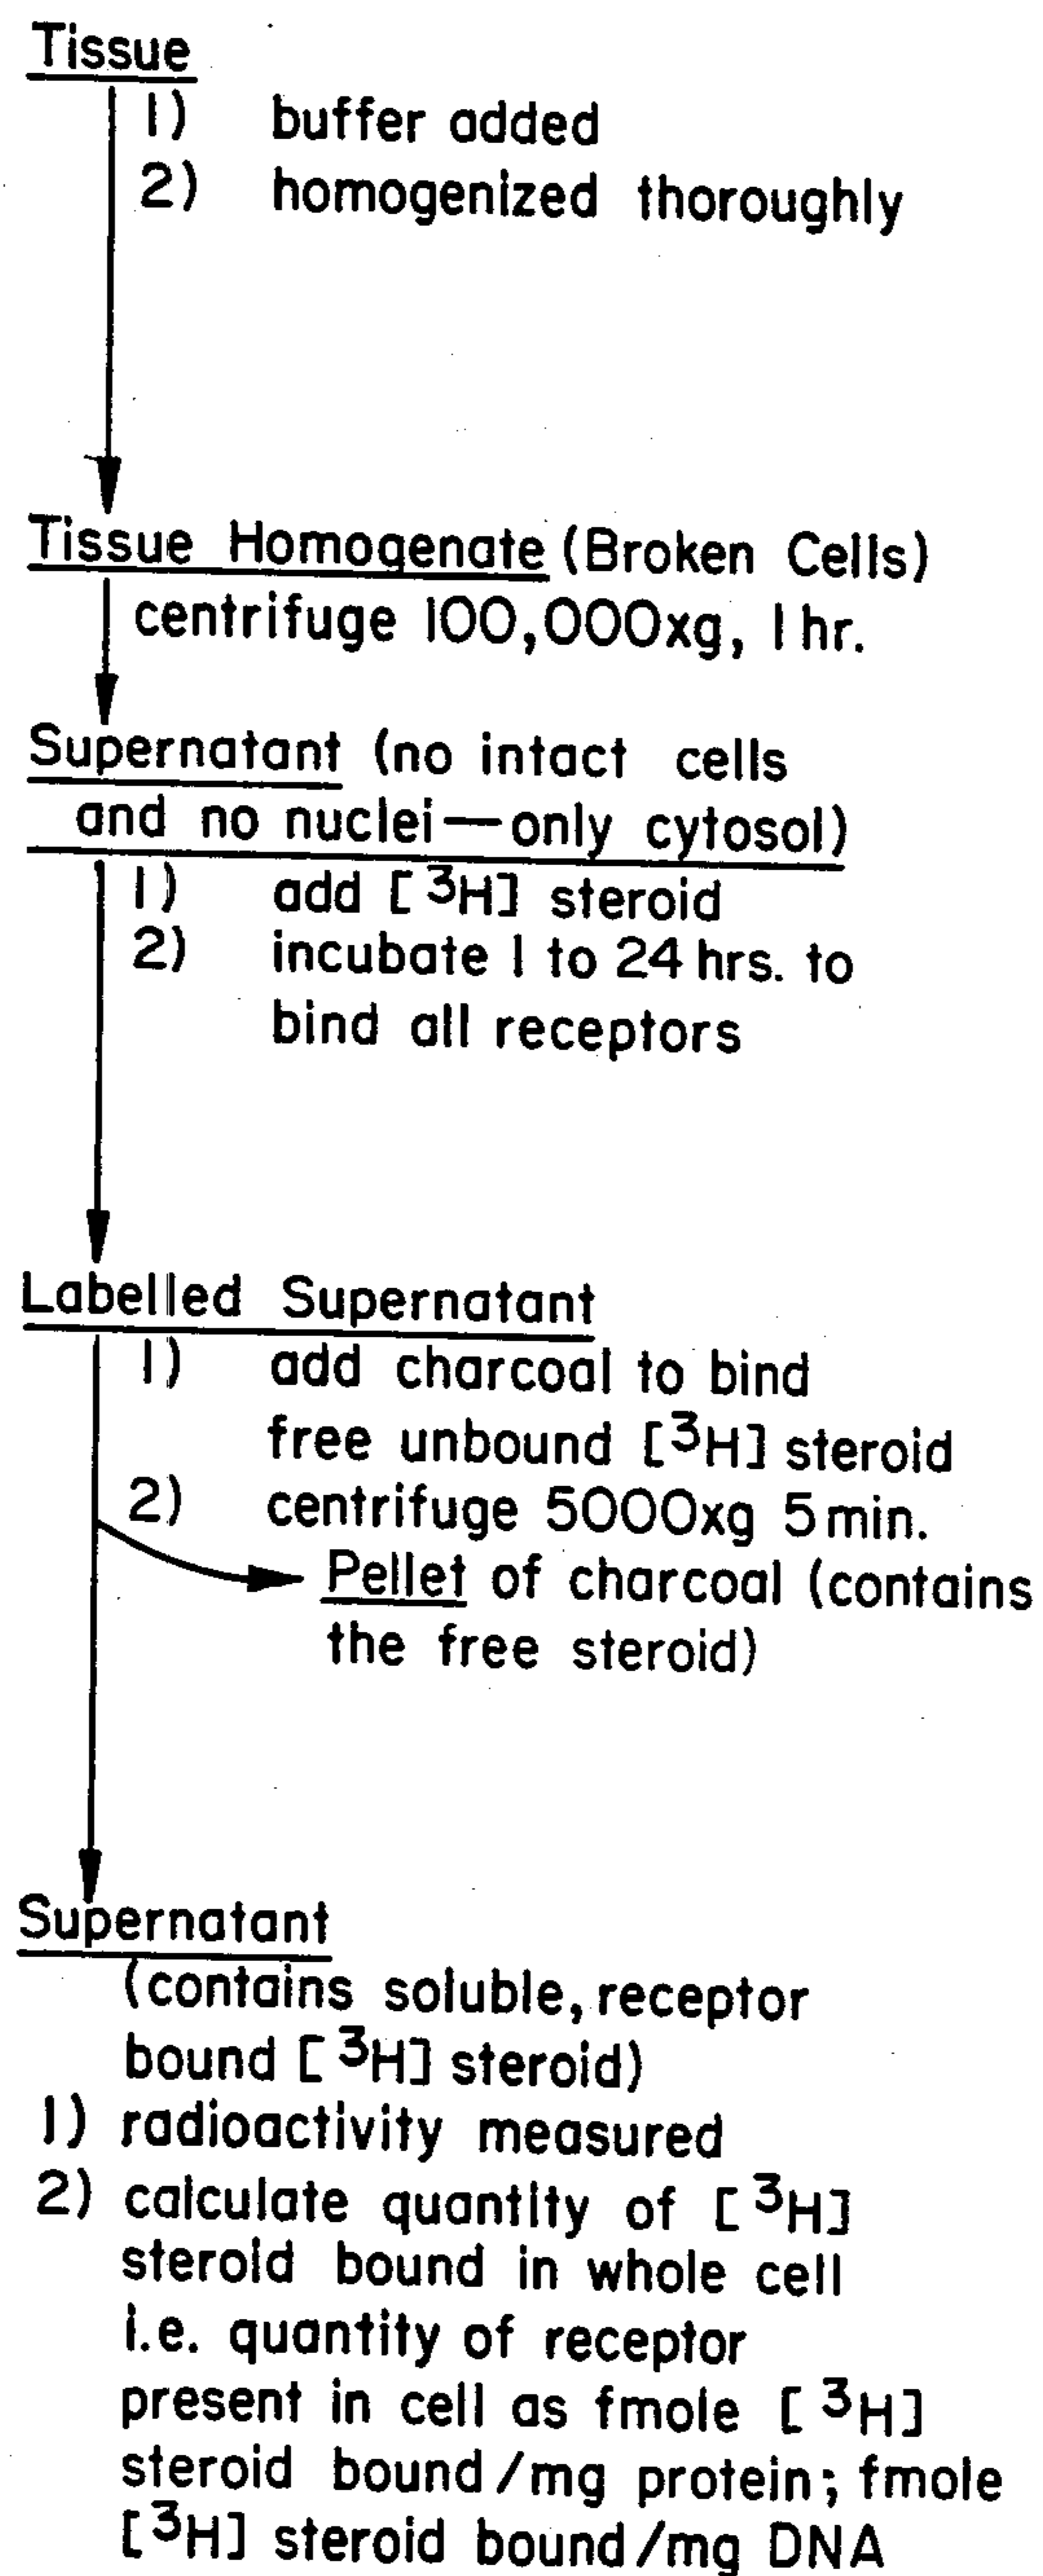 Tissue
1) buffer added
2) homogenized thoroughly
Tissue Homogenate (Broken Cells)
centrifuge 100,000xg, 1 hr.
Supernatant (no intact cells
and no nuclei—only cytosol)
1) add [³H] steroid
2) incubate 1 to 24 hrs. to
bind all receptors
Labelled Supernatant
1) add charcoal to bind
free unbound [³H] steroid
2) centrifuge 5000xg 5 min.
Pellet of charcoal (contains
the free steroid)
Supernatant
(contains soluble, receptor
bound [³H] steroid)
1) radioactivity measured
2) calculate quantity of [³H]
steroid bound in whole cell
i.e. quantity of receptor
present in cell as fmole [³H]
steroid bound/mg protein; fmole
[³H] steroid bound/mg DNA